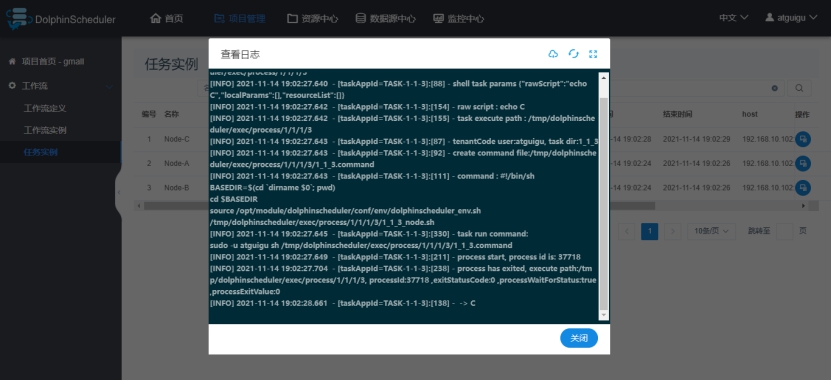 DolphinScheduler
首页
项目管理
资源中心
数据源中心
监控中心
中文
atguigu
项目首页 - gmall
工作流
工作流定义
工作流实例
任务实例
任务实例
编号
名称
结束时间
host
操作
1
Node-C
-11-14 19:02:28
2021-11-14 19:02:29
192.168.10.102
2
Node-A
2021-11-14 19:02:26
192.168.10.102
3
Node-B
2021-11-14 19:02:24
192.168.10.102
1
10条/页
跳转至
页
查看日志
duler/exec/process/1/1/1/3
[INFO] 2021-11-14 19:02:27.640 - [taskAppId=TASK-1-1-3]:[88] - shell task params {"rawScript":"echo
C","localParams":[],"resourceList":[]}
[INFO] 2021-11-14 19:02:27.642 - [taskAppId=TASK-1-1-3]:[154] - raw script : echo C
[INFO] 2021-11-14 19:02:27.642 - [taskAppId=TASK-1-1-3]:[155] - task execute path : /tmp/dolphinsche
duler/exec/process/1/1/1/3
[INFO] 2021-11-14 19:02:27.643 - [taskAppId=TASK-1-1-3]:[87] - tenantCode user:atguigu, task dir:1_1_3
[INFO] 2021-11-14 19:02:27.643 - [taskAppId=TASK-1-1-3]:[92] - create command file:/tmp/dolphinsche
duler/exec/process/1/1/1/3/1_1_3.command
[INFO] 2021-11-14 19:02:27.643 - [taskAppId=TASK-1-1-3]:[111] - command : #!/bin/sh
BASEDIR=$(cd `dirname $0`; pwd)
cd $BASEDIR
source /opt/module/dolphinscheduler/conf/env/dolphinscheduler_env.sh
/tmp/dolphinscheduler/exec/process/1/1/1/3/1_1_3_node.sh
[INFO] 2021-11-14 19:02:27.645 - [taskAppId=TASK-1-1-3]:[330] - task run command:
sudo -u atguigu sh /tmp/dolphinscheduler/exec/process/1/1/1/3/1_1_3.command
[INFO] 2021-11-14 19:02:27.649 - [taskAppId=TASK-1-1-3]:[211] - process start, process id is: 37718
[INFO] 2021-11-14 19:02:27.704 - [taskAppId=TASK-1-1-3]:[238] - process has exited, execute path:/tm
p/dolphinscheduler/exec/process/1/1/1/3, processId:37718 ,exitStatusCode:0 ,processWaitForStatus:true
,processExitValue:0
[INFO] 2021-11-14 19:02:28.661 - [taskAppId=TASK-1-1-3]:[138] - -> C
关闭